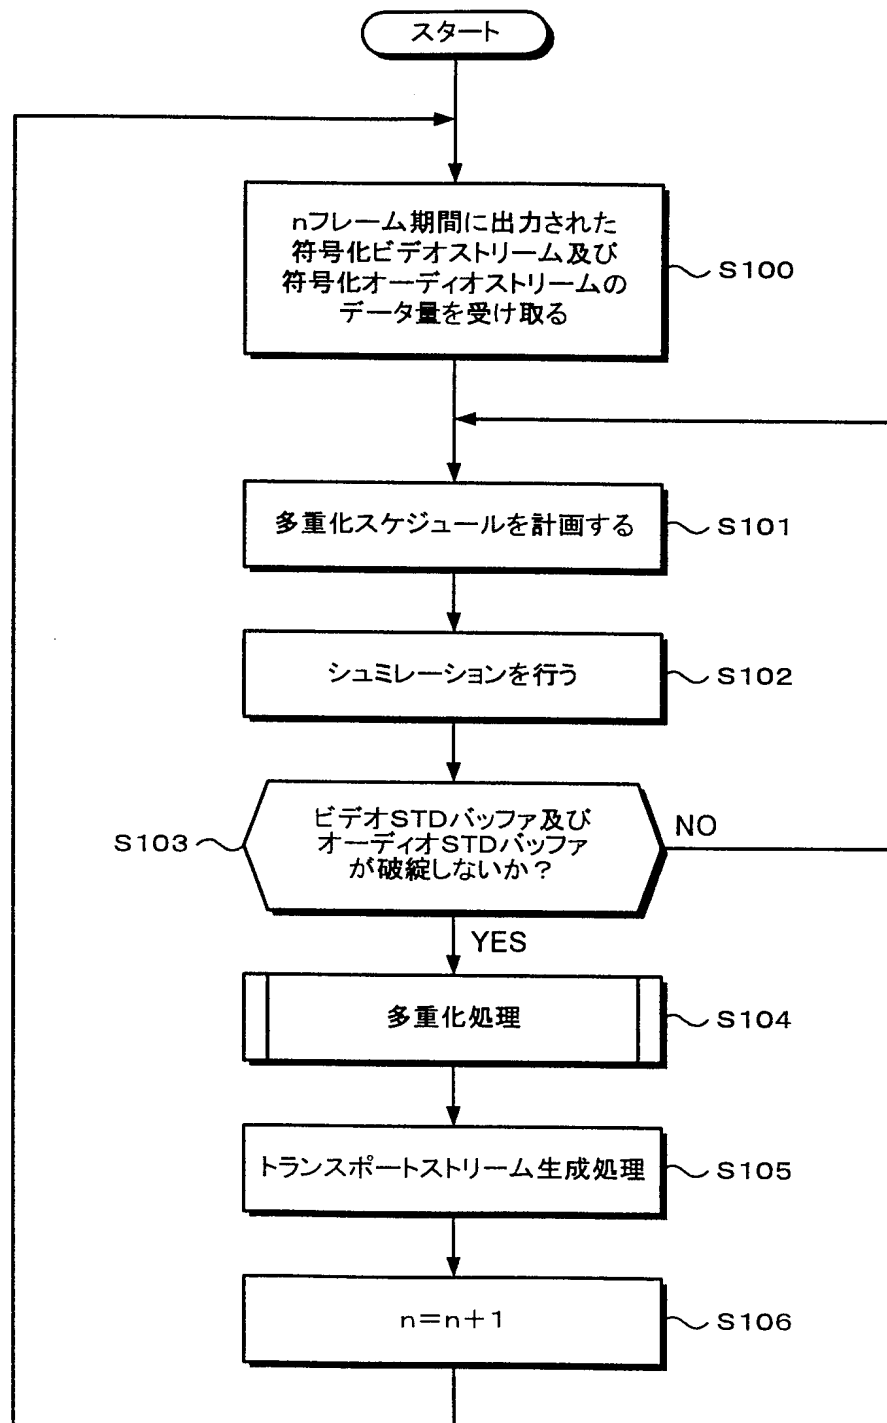 スタート
nフレーム期間に出力された
符号化ビデオストリーム及び
符号化オーディオストリームの
データ量を受け取る
S100
多重化スケジュールを計画する
S101
シュミレーションを行う
S102
ビデオSTDバッファ及び
オーディオSTDバッファ
が破綻しないか?
S103
NO
YES
多重化処理
S104
トランスポートストリーム生成処理
S105
n=n+1
S106